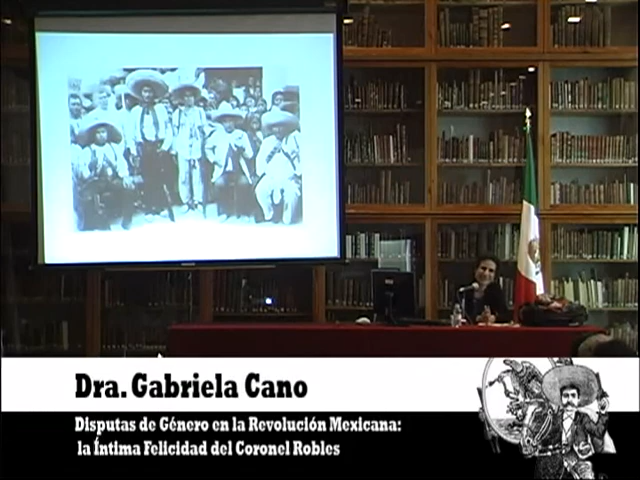 Dra. Gabriela Cano
Disputas de Género en la Revolución Mexicana:
la Íntima Felicidad del Coronel Robles